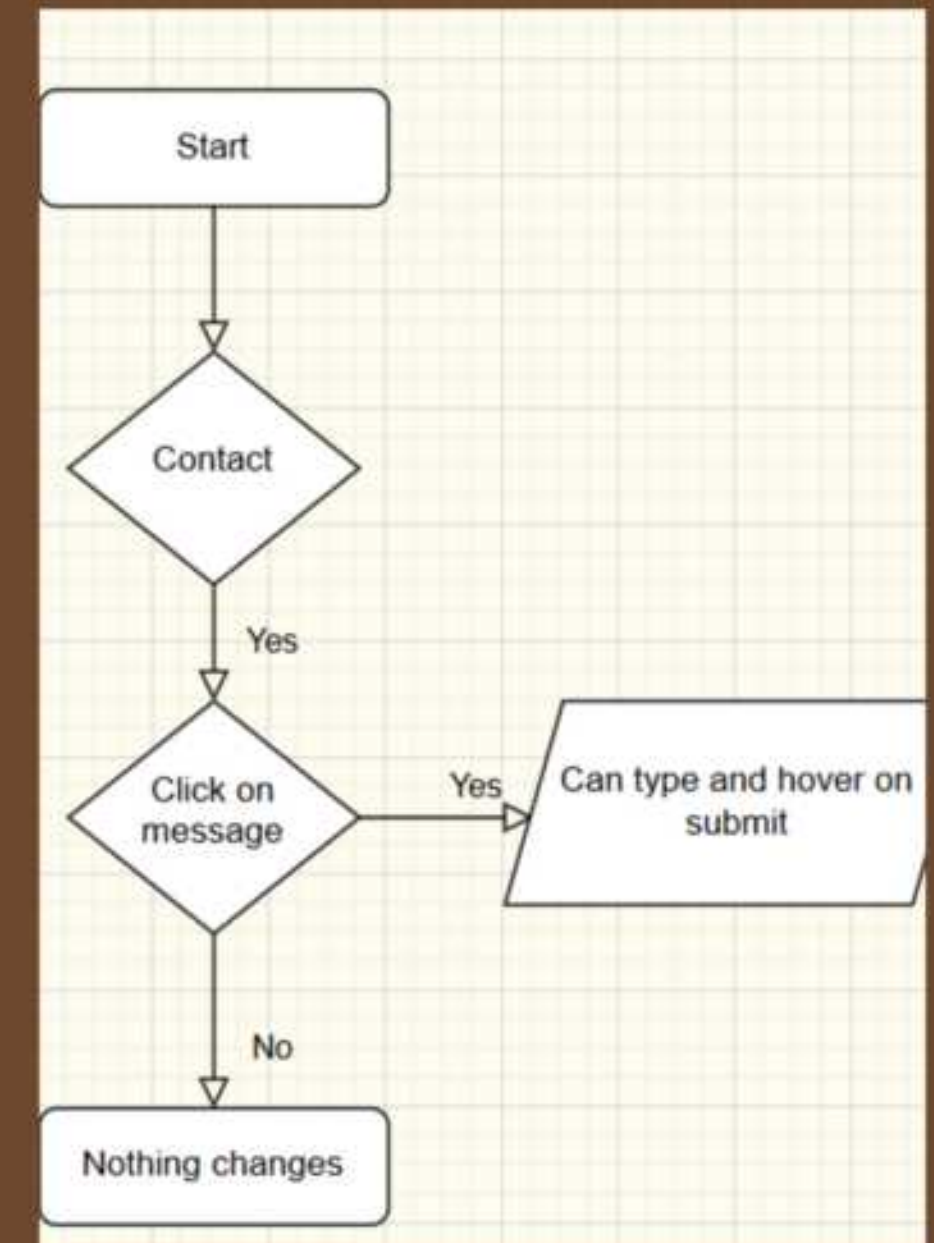 Start
Contact
Yes
Click on
message
Yes
Can type and hover on
submit
No
Nothing changes